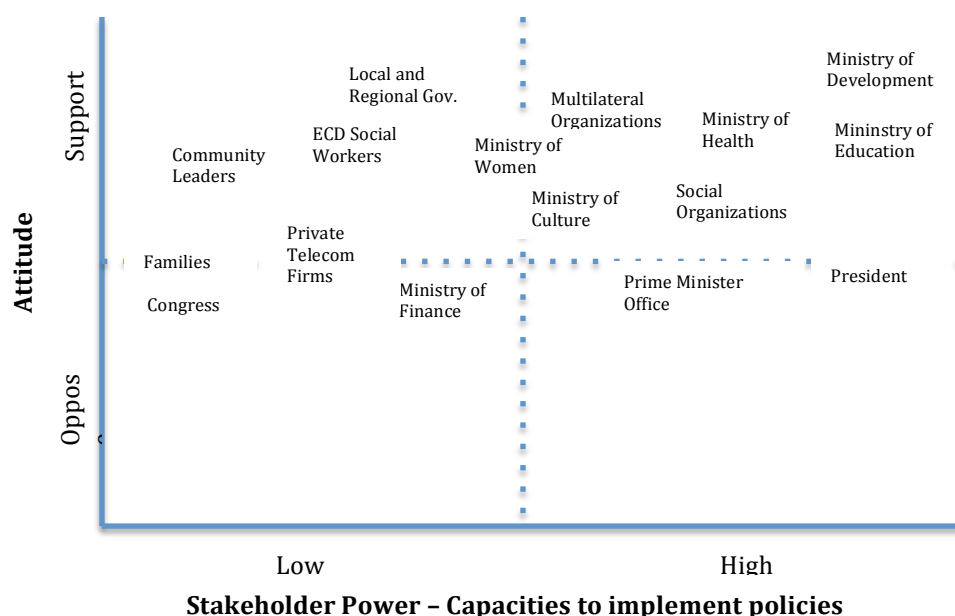 Ministry of
Development
Local and
Regional Gov.
Multilateral
Organizations
Ministry of
Health
Mininstry of
Education
ECD Social
Workers
Ministry of
Women
Community
Leaders
Ministry of
Culture
Social
Organizations
Support
Attitude
Oppos
Private
Telecom
Firms
Families
Congress
Ministry of
Finance
Prime Minister
Office
President
Low
High
Stakeholder Power – Capacities to implement policies